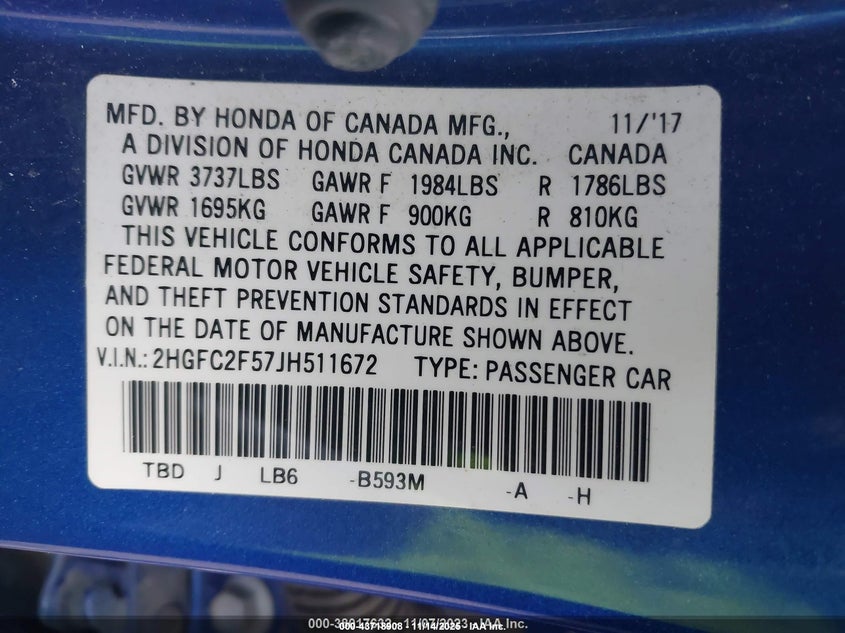 MFD. BY HONDA OF CANADA MFG., 11/'17
A DIVISION OF HONDA CANADA INC. CANADA
GVWR 3737LBS GAWR F 1984LBS R 1786LBS
GVWR 1695KG GAWR F 900KG R 810KG
THIS VEHICLE CONFORMS TO ALL APPLICABLE
FEDERAL MOTOR VEHICLE SAFETY, BUMPER,
AND THEFT PREVENTION STANDARDS IN EFFECT
ON THE DATE OF MANUFACTURE SHOWN ABOVE.
V.I.N.: 2HGFC2F57JH511672 TYPE: PASSENGER CAR
TBD J LB6 -B593M -A -H
IAA Inc.